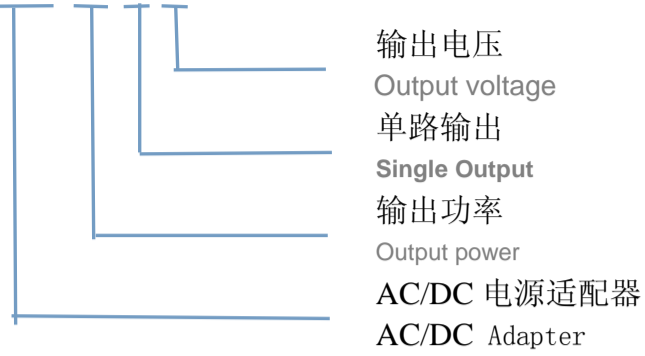 输出电压
Output voltage
单路输出
Single Output
输出功率
Output power
AC/DC 电源适配器
AC/DC Adapter